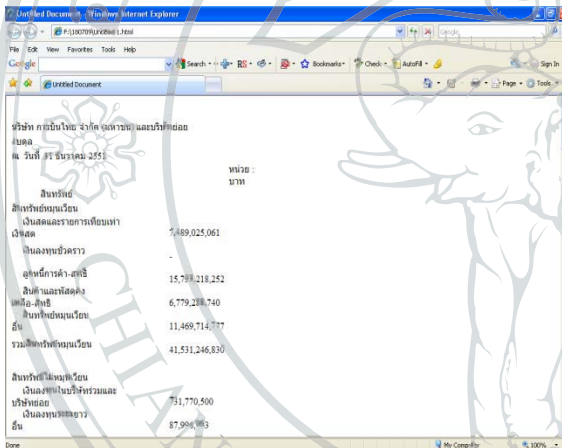 Untitled Document - Windows Internet Explorer
F:\180709\untitled 1.html
Google
File Edit View Favorites Tools Help
Google Search RS Bookmarks Check AutoFill Sign In
Untitled Document Page Tools
บริษัท การบินไทย จำกัด (มหาชน) และบริษัทย่อย
งบดุล
ณ วันที่ 31 ธันวาคม 2551
หน่วย :
บาท
สินทรัพย์
สินทรัพย์หมุนเวียน
เงินสดและรายการเทียบเท่า
เงินสด 7,489,025,061
เงินลงทุนชั่วคราว -
ลูกหนี้การค้า-สุทธิ 15,218,252
สินค้าและพัสดุคง
เหลือ-สุทธิ 6,779,288,740
สินทรัพย์หมุนเวียน
อื่น 11,469,714,777
รวมสินทรัพย์หมุนเวียน 41,531,246,830
สินทรัพย์ไม่หมุนเวียน
เงินลงทุนในบริษัทร่วมและ
บริษัทย่อย 731,770,500
เงินลงทุนระยะยาว
อื่น
CHIANG
Done My Computer 100%